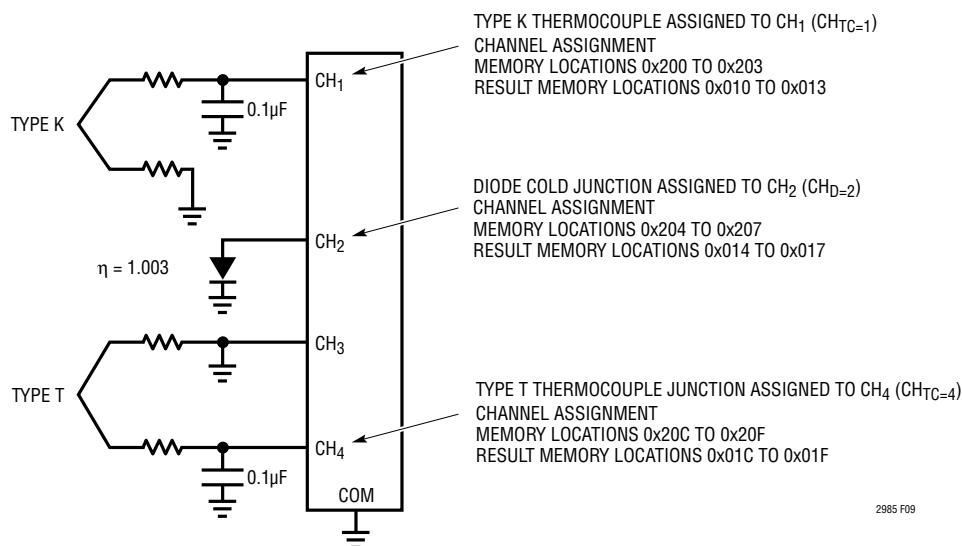 TYPE K THERMOCOUPLE ASSIGNED TO CH1 (CHTC=1)
CHANNEL ASSIGNMENT
MEMORY LOCATIONS 0x200 TO 0x203
RESULT MEMORY LOCATIONS 0x010 TO 0x013
CH1
0.1µF
TYPE K
DIODE COLD JUNCTION ASSIGNED TO CH2 (CHD=2)
CHANNEL ASSIGNMENT
MEMORY LOCATIONS 0x204 TO 0x207
RESULT MEMORY LOCATIONS 0x014 TO 0x017
CH2
η = 1.003
CH3
TYPE T
TYPE T THERMOCOUPLE JUNCTION ASSIGNED TO CH4 (CHTC=4)
CHANNEL ASSIGNMENT
MEMORY LOCATIONS 0x20C TO 0x20F
RESULT MEMORY LOCATIONS 0x01C TO 0x01F
CH4
0.1µF
COM
2985 F09